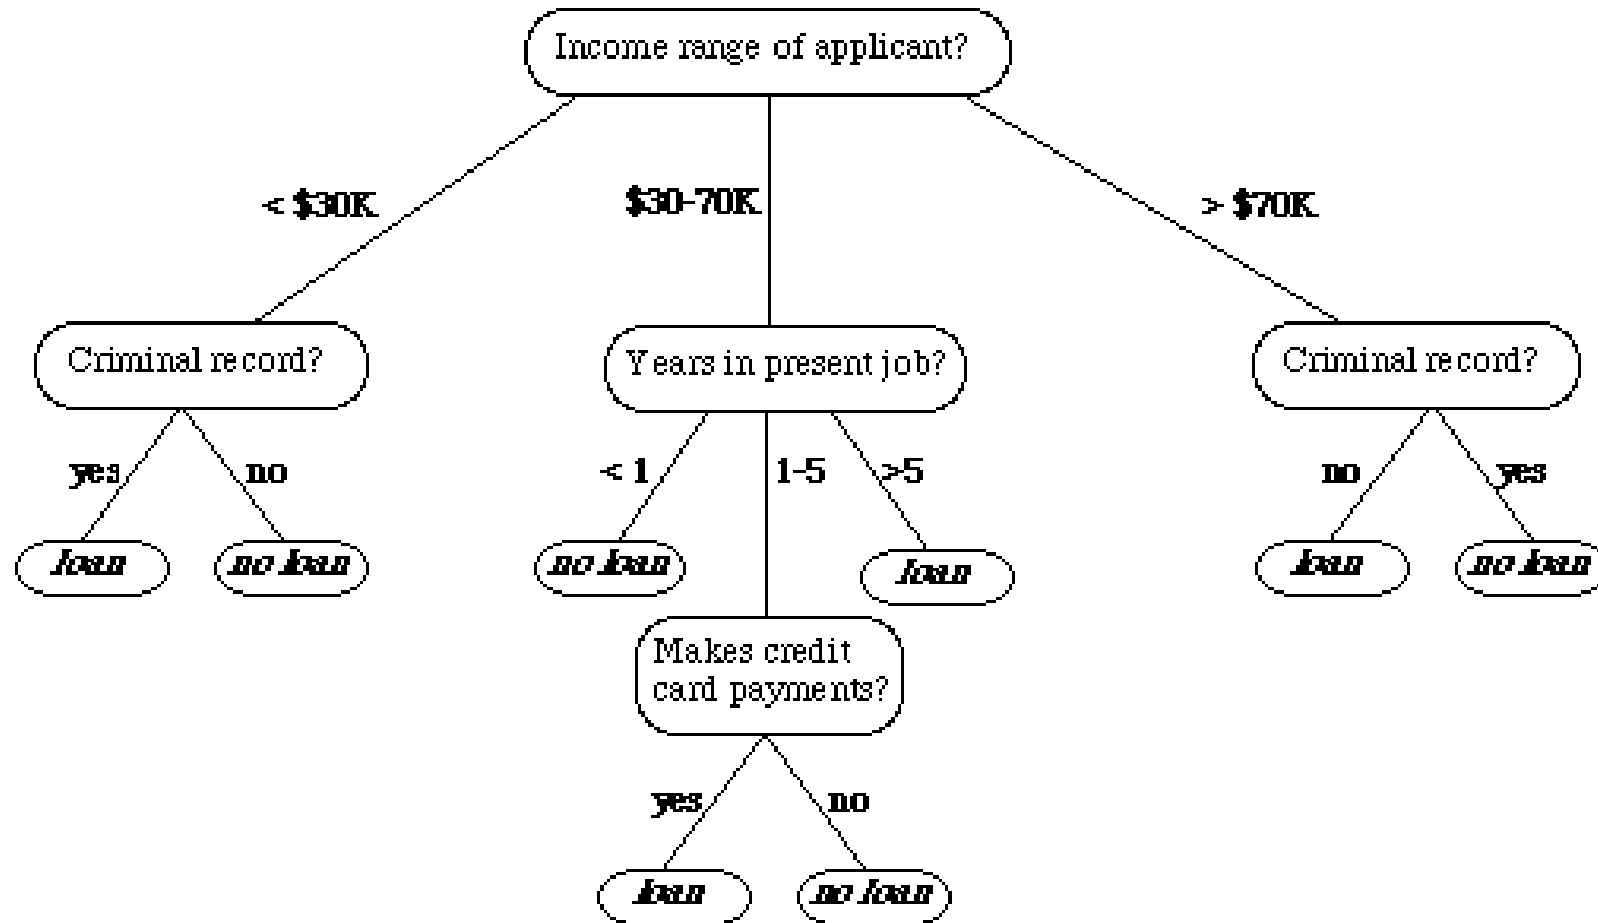 Income range of applicant?
< $30K
$30-70K
> $70K
Criminal record?
Years in present job?
Criminal record?
yes
no
< 1
1-5
>5
no
yes
loan
no loan
no loan
loan
loan
no loan
Makes credit
card payments?
yes
no
loan
no loan